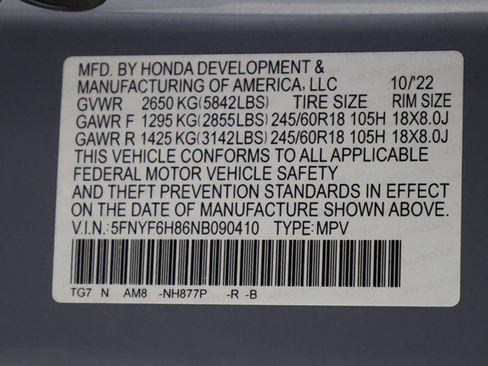 MFD. BY HONDA DEVELOPMENT &
MANUFACTURING OF AMERICA, LLC 10/'22
GVWR 2650 KG(5842LBS) TIRE SIZE RIM SIZE
GAWR F 1295 KG(2855LBS) 245/60R18 105H 18X8.0J
GAWR R 1425 KG(3142LBS) 245/60R18 105H 18X8.0J
THIS VEHICLE CONFORMS TO ALL APPLICABLE
FEDERAL MOTOR VEHICLE SAFETY
AND THEFT PREVENTION STANDARDS IN EFFECT
ON THE DATE OF MANUFACTURE SHOWN ABOVE.
V.I.N.: 5FNYF6H86NB090410 TYPE: MPV
TG7 N AM8 -NH877P -R -B